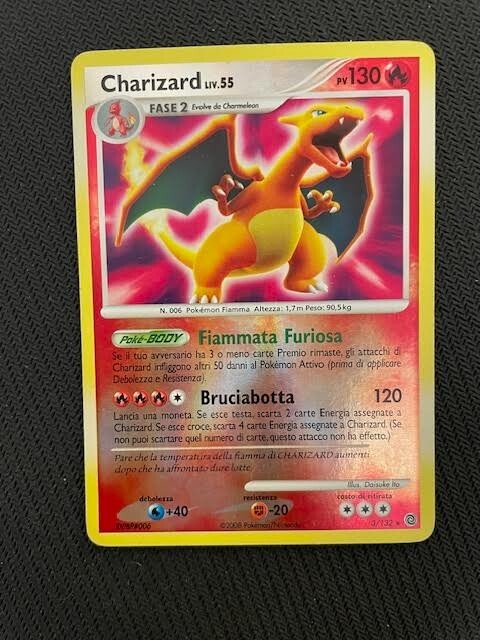 Charizard LIV.55 PV 130
FASE 2 Evolve da Charmeleon
N. 006 Pokémon Fiamma Altezza: 1,7 m Peso: 90,5 kg
Poké-BODY Fiammata Furiosa
Se il tuo avversario ha 3 o meno carte Premio rimaste, gli attacchi di
Charizard infliggono altri 50 danni al Pokémon Attivo (prima di applicare
Debolezza e Resistenza).
Bruciabotta 120
Lancia una moneta. Se esce testa, scarta 2 carte Energia assegnate a
Charizard. Se esce croce, scarta 4 carte Energia assegnate a Charizard. (Se
non puoi scartare quel numero di carte, questo attacco non ha effetto.)
Pare che la temperatura della fiamma di CHARIZARD aumenti
dopo che ha affrontato dure lotte.
Illus. Daisuke Ito
debolezza resistenza costo di ritirata
+40 -20
©2008 Pokémon/Nintendo 3/132